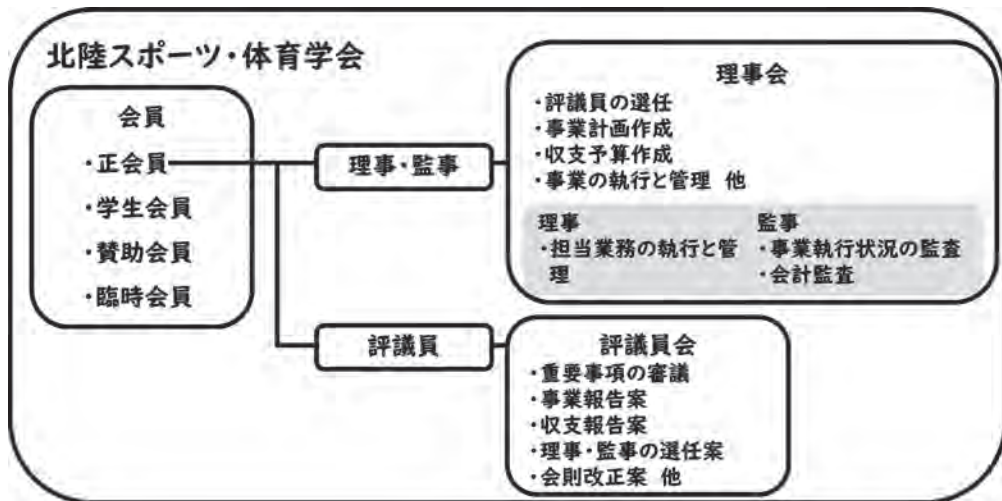 北陸スポーツ・体育学会
会員
・正会員
・学生会員
・賛助会員
・臨時会員
理事・監事
理事会
・評議員の選任
・事業計画作成
・収支予算作成
・事業の執行と管理 他
理事
・担当業務の執行と管
理
監事
・事業執行状況の監査
・会計監査
評議員
評議員会
・重要事項の審議
・事業報告案
・収支報告案
・理事・監事の選任案
・会則改正案 他